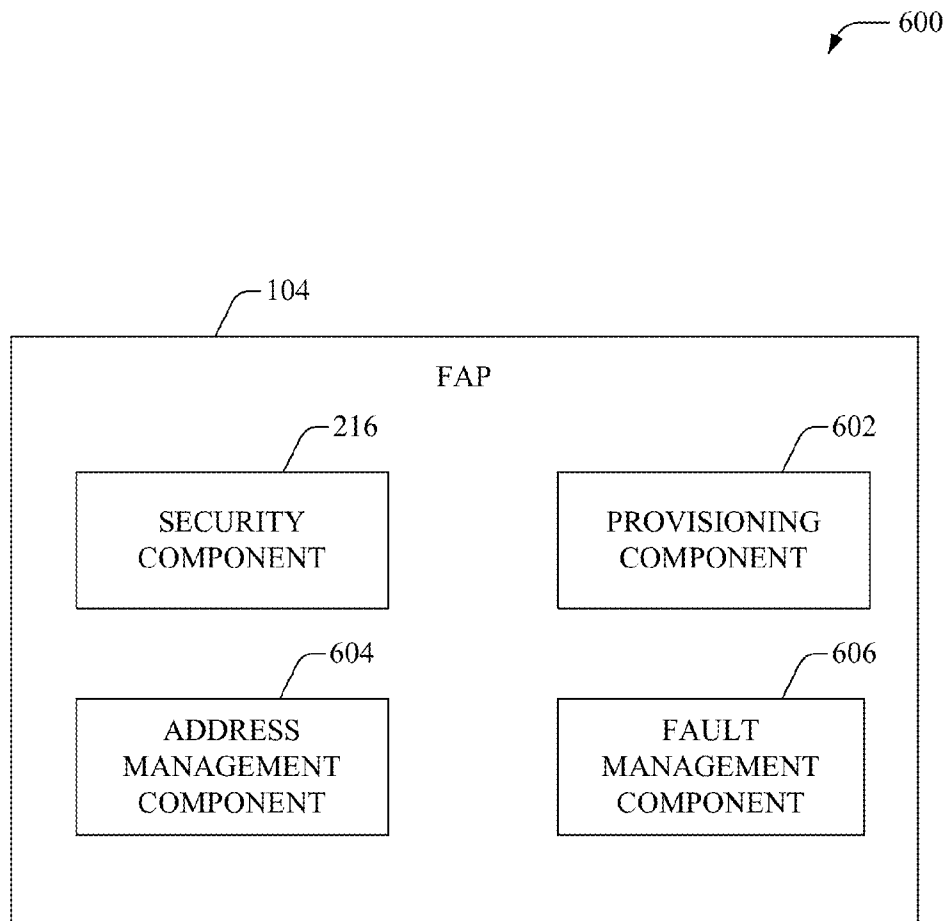 600
104
FAP
216
602
SECURITY
COMPONENT
PROVISIONING
COMPONENT
604
606
ADDRESS
MANAGEMENT
COMPONENT
FAULT
MANAGEMENT
COMPONENT